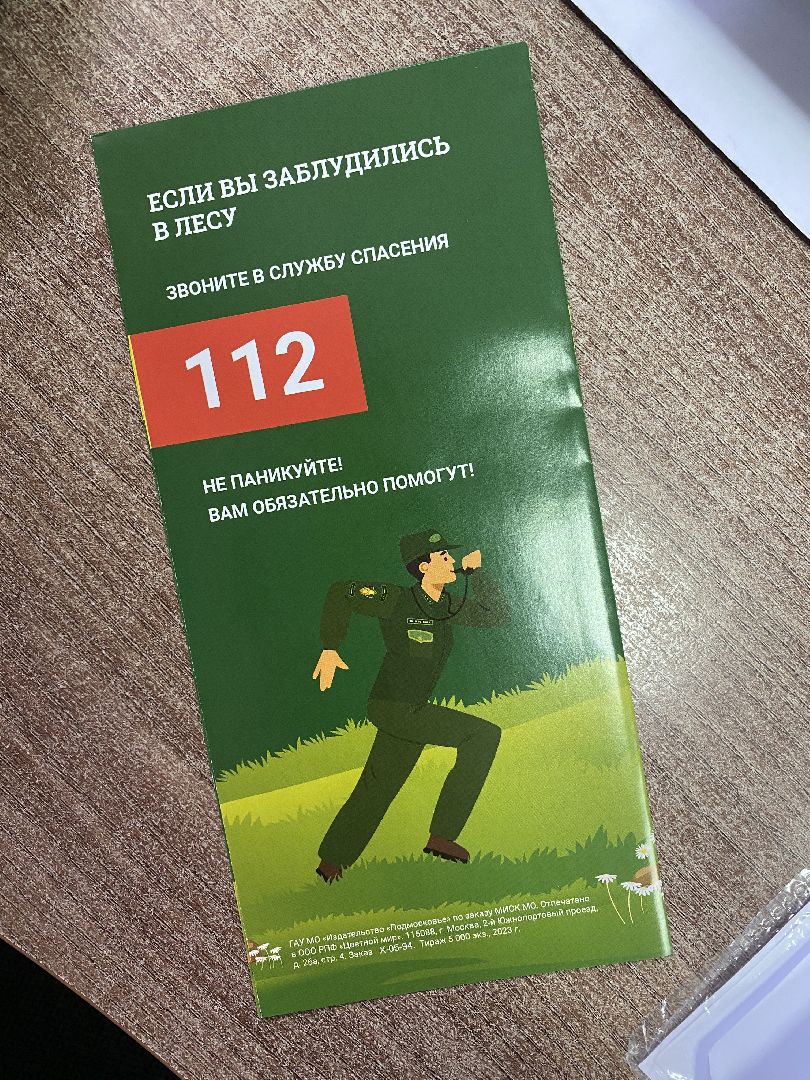 ЕСЛИ ВЫ ЗАБЛУДИЛИСЬ
В ЛЕСУ
ЗВОНИТЕ В СЛУЖБУ СПАСЕНИЯ
112
НЕ ПАНИКУЙТЕ!
ВАМ ОБЯЗАТЕЛЬНО ПОМОГУТ!
ГАУ МО «Издательство «Подмосковье» по заказу МИСК МО. Отпечатано
в ООО РПФ «Цветной мир». 115088, г. Москва, 2-й Южнопортовый проезд,
д. 26а, стр. 4. Заказ Х-05-94. Тираж 5 000 экз., 2023 г.